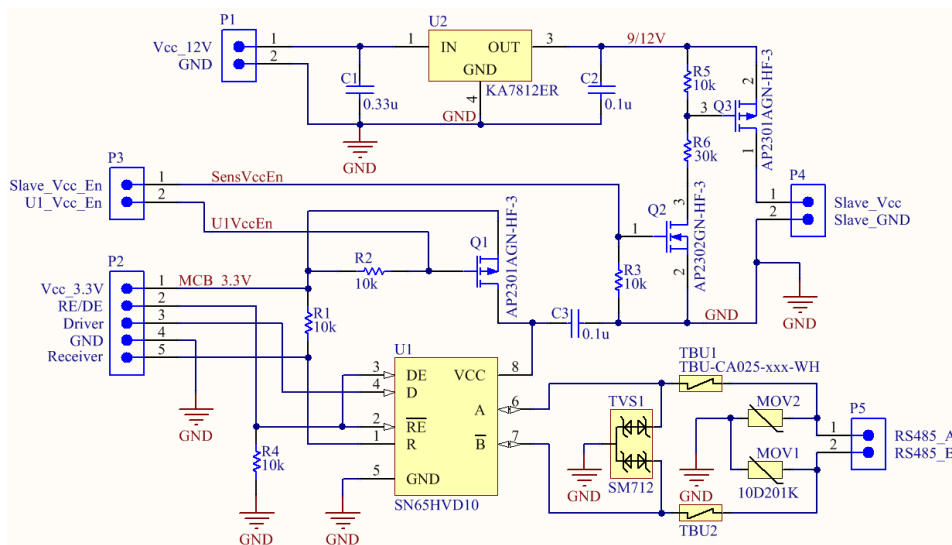 P1
Vcc_12V
GND
1
2
C1
0.33u
GND
U2
1
IN
OUT
3
GND
KA7812ER
4
GND
9/12V
C2
0.1u
R5
10k
3
Q3
2
1
AP2301AGN-HF-3
R6
30k
P3
Slave_Vcc_En
U1_Vcc_En
1
2
SensVccEn
U1VccEn
3
Q2
1
2
AP2302GN-HF-3
R3
10k
P4
1
2
Slave_Vcc
Slave_GND
GND
GND
Q1
AP2301AGN-HF-3
R2
10k
P2
Vcc_3.3V
RE/DE
Driver
GND
Receiver
1
2
3
4
5
MCB_3.3V
R1
10k
C3
0.1u
GND
R4
10k
GND
U1
3
4
2
1
5
DE
D
RE
R
GND
VCC
A
B
8
6
7
SN65HVD10
GND
TBU1
TBU-CA025-xxx-WH
TVS1
SM712
GND
TBU2
MOV2
MOV1
10D201K
GND
P5
1
2
RS485_A
RS485_B